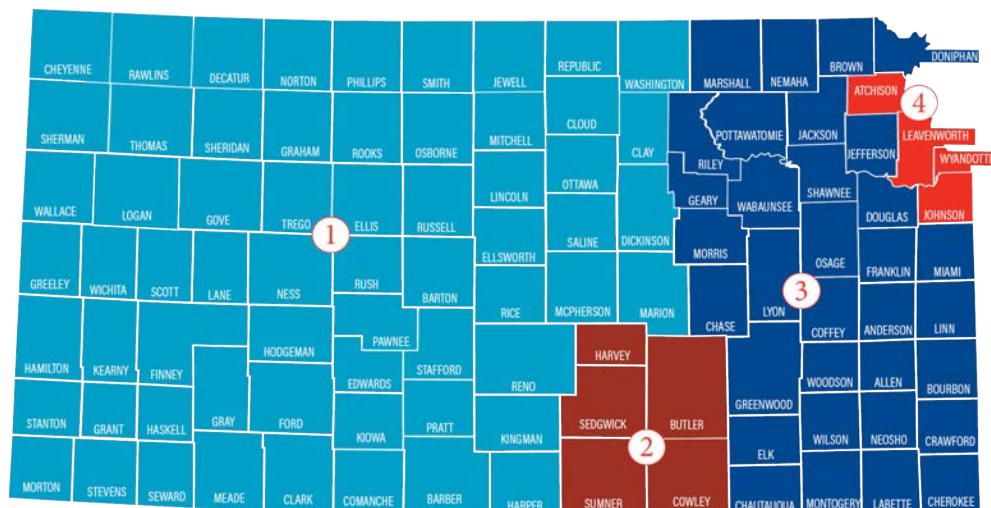 CHEYENNE
RAWLINS
DECATUR
NORTON
PHILLIPS
SMITH
JEWELL
REPUBLIC
WASHINGTON
MARSHALL
NEMAHA
BROWN
DONIPHAN
SHERMAN
THOMAS
SHERIDAN
GRAHAM
ROOKS
OSBORNE
MITCHELL
CLOUD
CLAY
RILEY
POTTAWATOMIE
JACKSON
ATCHISON
4
JEFFERSON
LEAVENWORTH
WYANDOTT
WALLACE
LOGAN
GOVE
TREGO
1
ELLIS
RUSSELL
LINCOLN
OTTAWA
SALINE
DICKINSON
GEARY
WABAUNSEE
SHAWNEE
DOUGLAS
JOHNSON
GREELEY
WICHITA
SCOTT
LANE
NESS
RUSH
BARTON
ELLSWORTH
RICE
MCPHERSON
MARION
MORRIS
CHASE
LYON
3
OSAGE
COFFEY
FRANKLIN
MIAMI
ANDERSON
LINN
HAMILTON
KEARNY
FINNEY
HODGEMAN
PAWNEE
EDWARDS
STAFFORD
RENO
HARVEY
SEDGWICK
2
BUTLER
GREENWOOD
WOODSON
ALLEN
BOURBON
STANTON
GRANT
HASKELL
GRAY
FORD
KIOWA
PRATT
KINGMAN
ELK
WILSON
NEOSHO
CRAWFORD
MORTON
STEVENS
SEWARD
MEADE
CLARK
COMANCHE
BARBER
HARPER
SUMNER
COWLEY
CHAUTAUQUA
MONTOGERY
LABETTE
CHEROKEE